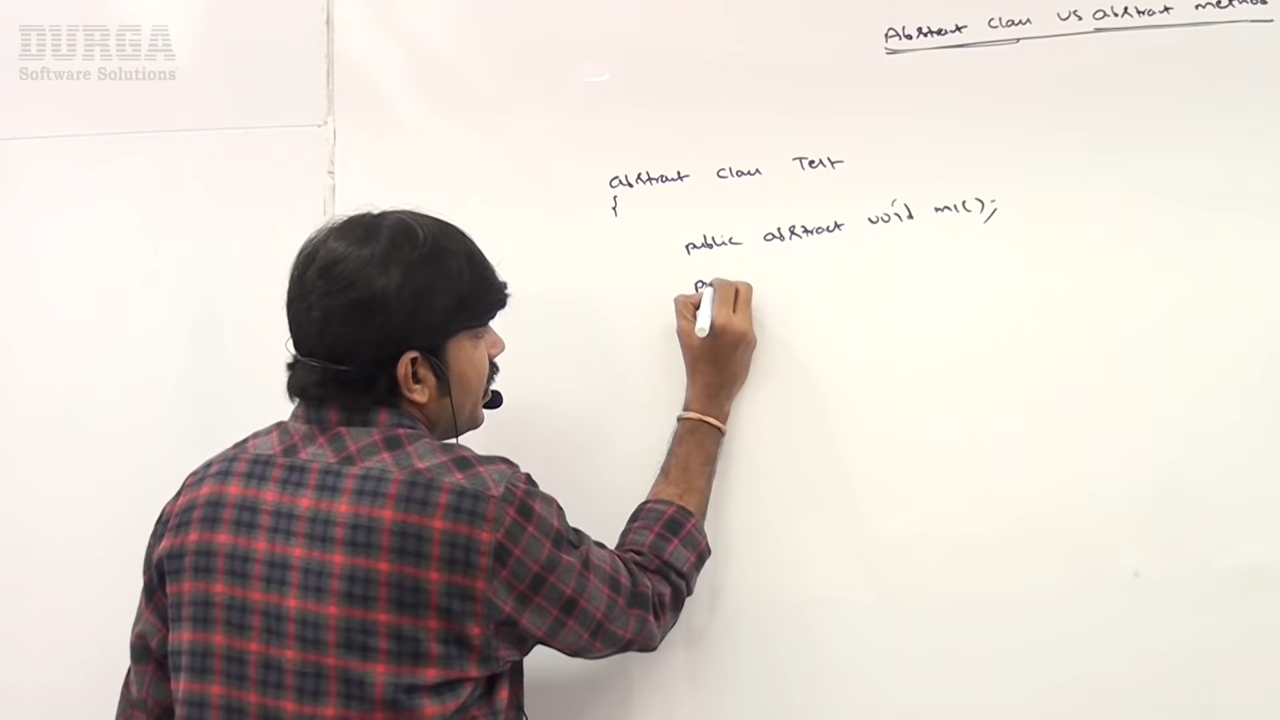 DURGA
Software Solutions
Abstract class vs abstract method
abstract class Test
{
public abstract void m1();
p